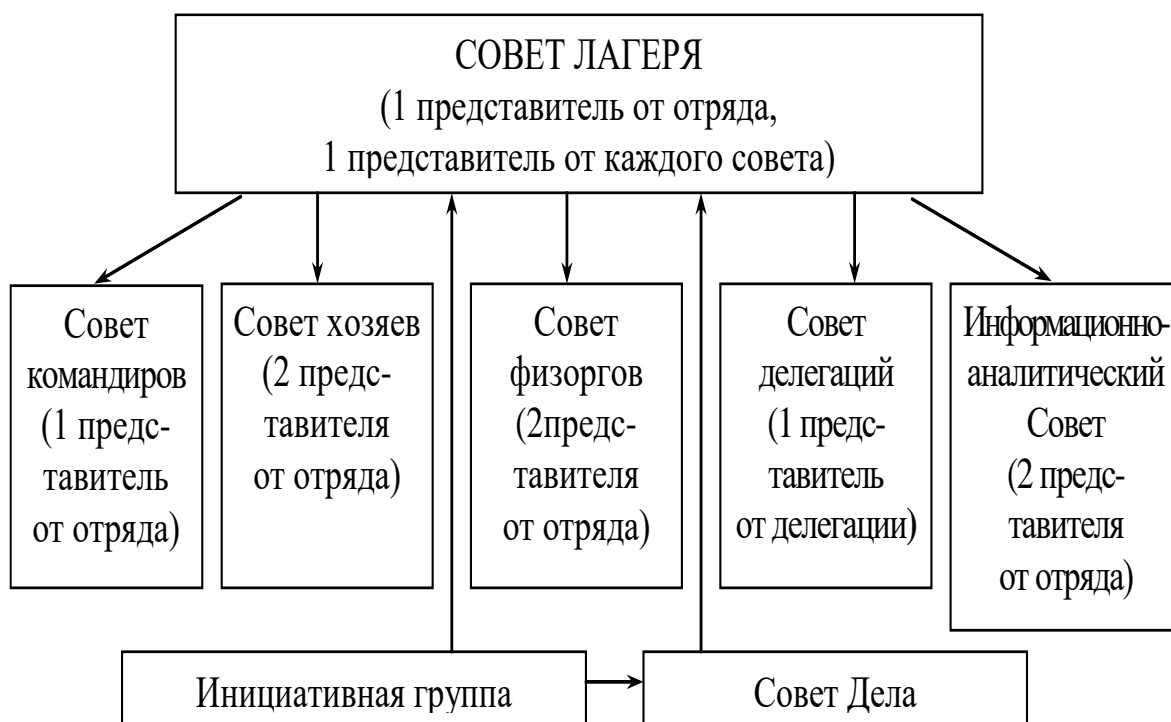 СОВЕТ ЛАГЕРЯ
(1 представитель от отряда,
1 представитель от каждого совета)
Совет
командиров
(1 предс-
тавитель
от отряда)
Совет хозяев
(2 предс-
тавителя
от отряда)
Совет
физоргов
(2предс-
тавителя
от отряда)
Совет
делегаций
(1 предс-
тавитель
от делегации)
Информационно-
аналитический
Совет
(2 предс-
тавителя
от отряда)
Инициативная группа
Совет Дела